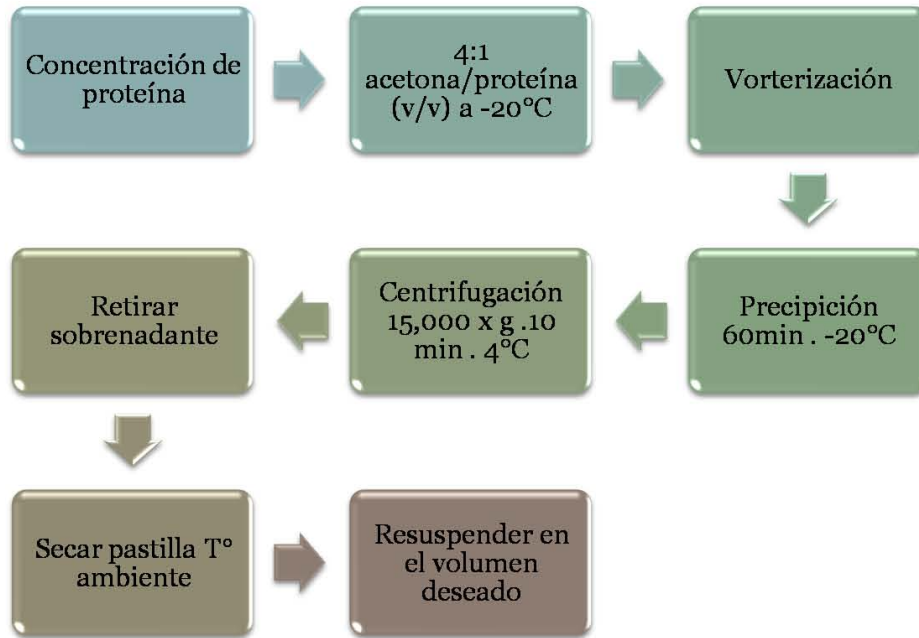 Concentración de
proteína
4:1
acetona/proteína
(v/v) a -20°C
Vorterización
Precipición
60min . -20°C
Centrifugación
15,000 x g .10
min . 4°C
Retirar
sobrenadante
Secar pastilla T°
ambiente
Resuspender en
el volumen
deseado